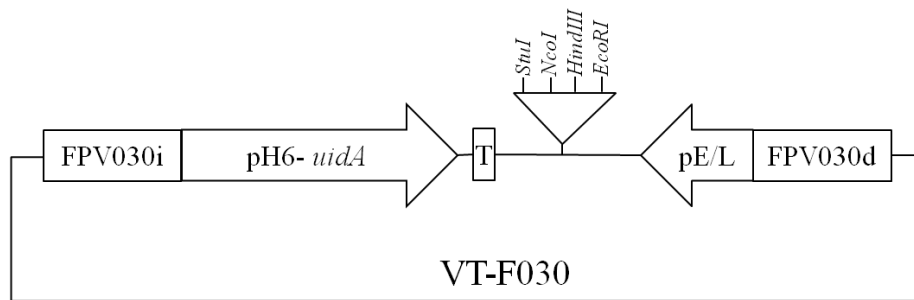 StuI
NcoI
HindIII
EcoRI
FPV030i
pH6- uidA
T
pE/L
FPV030d
VT-F030